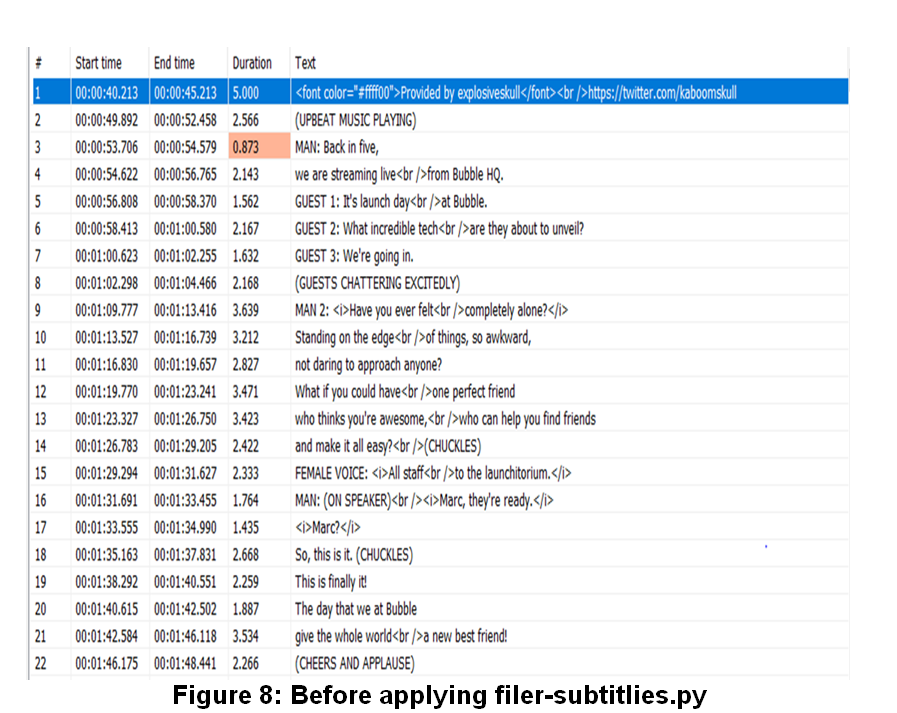 # Start time End time Duration Text
1 00:00:40.213 00:00:45.213 5.000 <font color="#ffff00">Provided by explosiveskull</font><br />https://twitter.com/kaboomskull
2 00:00:49.892 00:00:52.458 2.566 (UPBEAT MUSIC PLAYING)
3 00:00:53.706 00:00:54.579 0.873 MAN: Back in five,
4 00:00:54.622 00:00:56.765 2.143 we are streaming live<br />from Bubble HQ.
5 00:00:56.808 00:00:58.370 1.562 GUEST 1: It's launch day<br />at Bubble.
6 00:00:58.413 00:01:00.580 2.167 GUEST 2: What incredible tech<br />are they about to unveil?
7 00:01:00.623 00:01:02.255 1.632 GUEST 3: We're going in.
8 00:01:02.298 00:01:04.466 2.168 (GUESTS CHATTERING EXCITEDLY)
9 00:01:09.777 00:01:13.416 3.639 MAN 2: <i>Have you ever felt<br />completely alone?</i>
10 00:01:13.527 00:01:16.739 3.212 Standing on the edge<br />of things, so awkward,
11 00:01:16.830 00:01:19.657 2.827 not daring to approach anyone?
12 00:01:19.770 00:01:23.241 3.471 What if you could have<br />one perfect friend
13 00:01:23.327 00:01:26.750 3.423 who thinks you're awesome,<br />who can help you find friends
14 00:01:26.783 00:01:29.205 2.422 and make it all easy?<br />(CHUCKLES)
15 00:01:29.294 00:01:31.627 2.333 FEMALE VOICE: <i>All staff<br />to the launchitorium.</i>
16 00:01:31.691 00:01:33.455 1.764 MAN: (ON SPEAKER)<br /><i>Marc, they're ready.</i>
17 00:01:33.555 00:01:34.990 1.435 <i>Marc?</i>
18 00:01:35.163 00:01:37.831 2.668 So, this is it. (CHUCKLES)
19 00:01:38.292 00:01:40.551 2.259 This is finally it!
20 00:01:40.615 00:01:42.502 1.887 The day that we at Bubble
21 00:01:42.584 00:01:46.118 3.534 give the whole world<br />a new best friend!
22 00:01:46.175 00:01:48.441 2.266 (CHEERS AND APPLAUSE)
Figure 8: Before applying filer-subtitlies.py